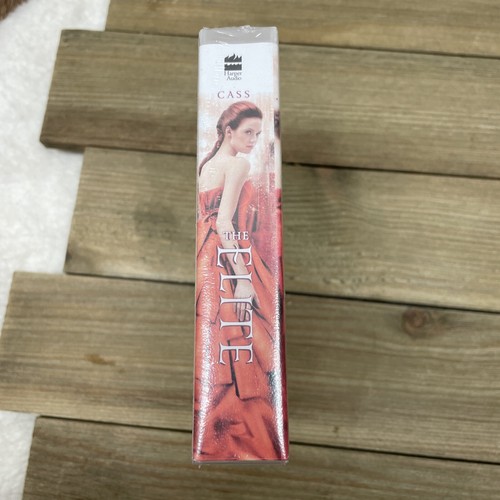 Harper
Audio
CASS
THE
ELITE